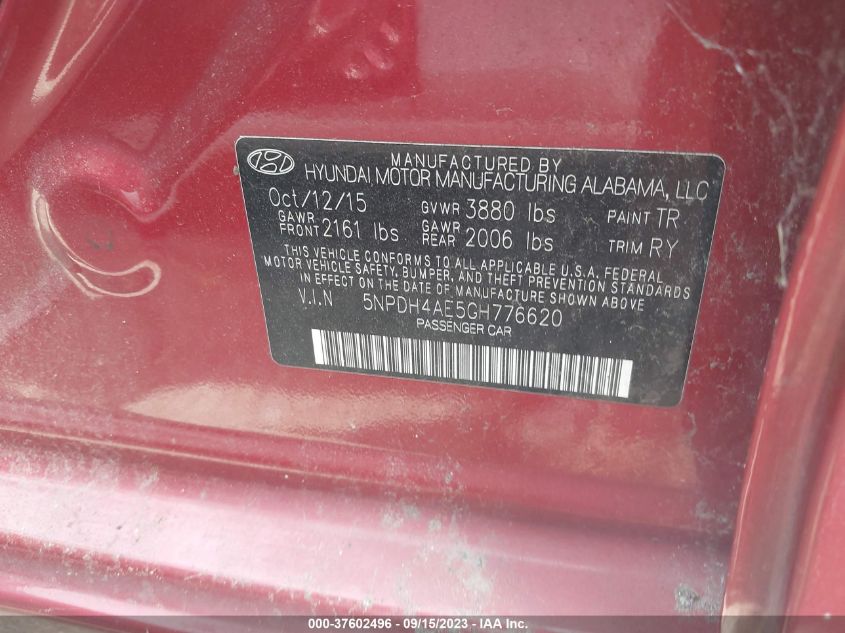 MANUFACTURED BY
HYUNDAI MOTOR MANUFACTURING ALABAMA, LLC
Oct/12/15 GVWR 3880 lbs PAINT TR
GAWR FRONT 2161 lbs GAWR REAR 2006 lbs TRIM RY
THIS VEHICLE CONFORMS TO ALL APPLICABLE U.S.A. FEDERAL
MOTOR VEHICLE SAFETY, BUMPER, AND THEFT PREVENTION STANDARDS
IN EFFECT ON THE DATE OF MANUFACTURE SHOWN ABOVE
V.I.N 5NPDH4AE5GH776620
PASSENGER CAR
000-37602496 - 09/15/2023 - IAA Inc.